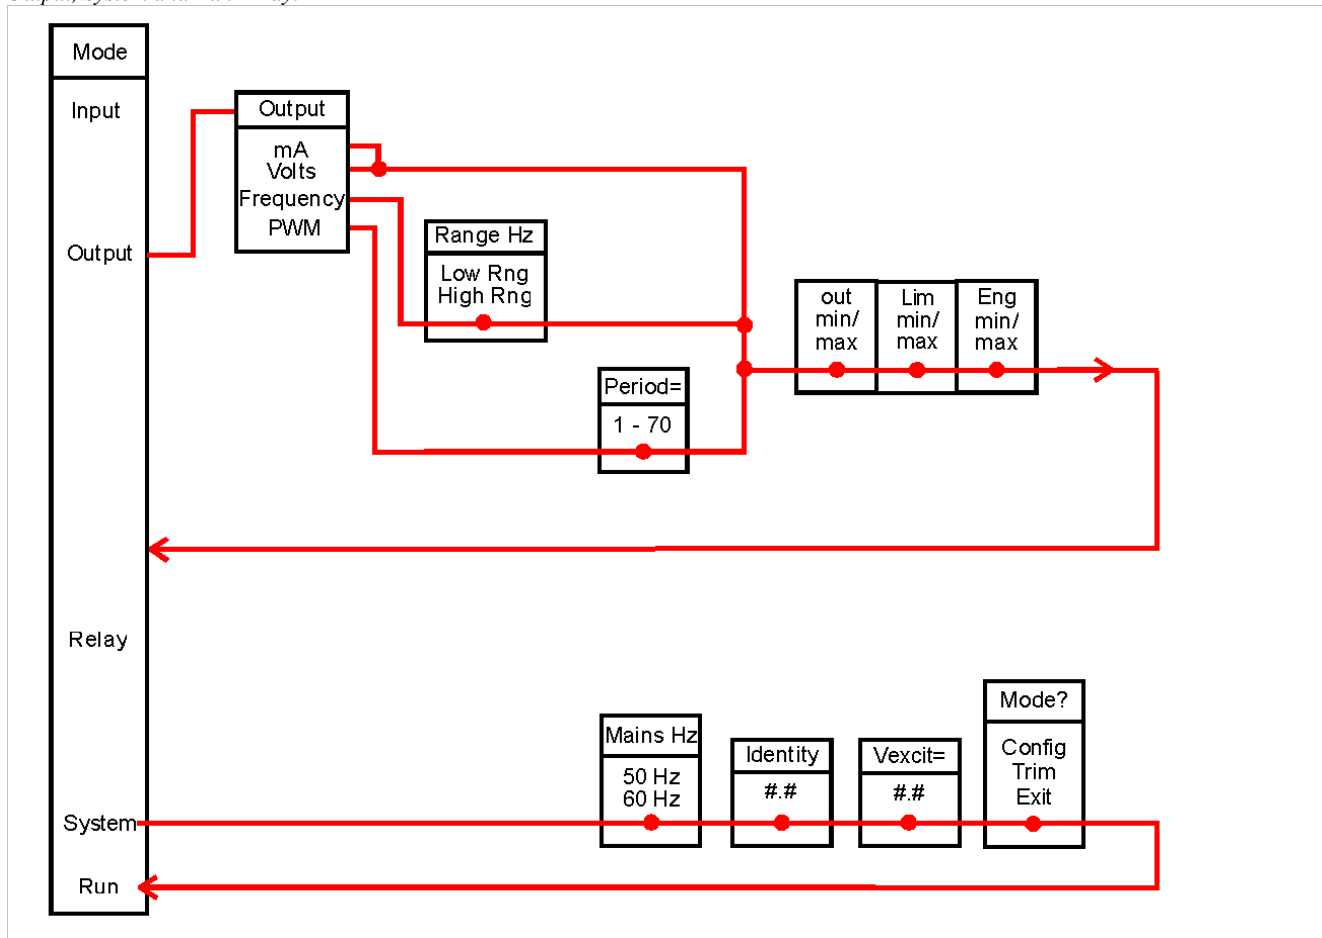 Mode
Input
Output
Relay
System
Run
Output
mA
Volts
Frequency
PWM
Range Hz
Low Rng
High Rng
Period=
1 - 70
out
min/
max
Lim
min/
max
Eng
min/
max
Mains Hz
50 Hz
60 Hz
Identity
#.#
Vexcit=
#.#
Mode?
Config
Trim
Exit